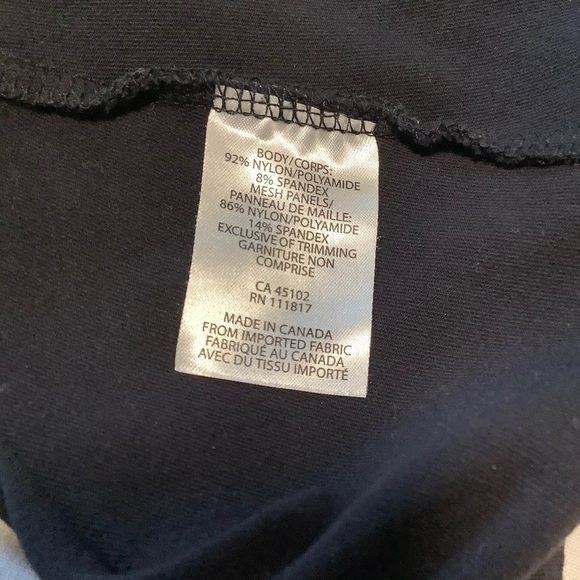 BODY/CORPS:
92% NYLON/POLYAMIDE
8% SPANDEX
MESH PANELS/
PANNEAU DE MAILLE:
86% NYLON/POLYAMIDE
14% SPANDEX
EXCLUSIVE OF TRIMMING
GARNITURE NON
COMPRISE
CA 45102
RN 111817
MADE IN CANADA
FROM IMPORTED FABRIC
FABRIQUÉ AU CANADA
AVEC DU TISSU IMPORTÉ